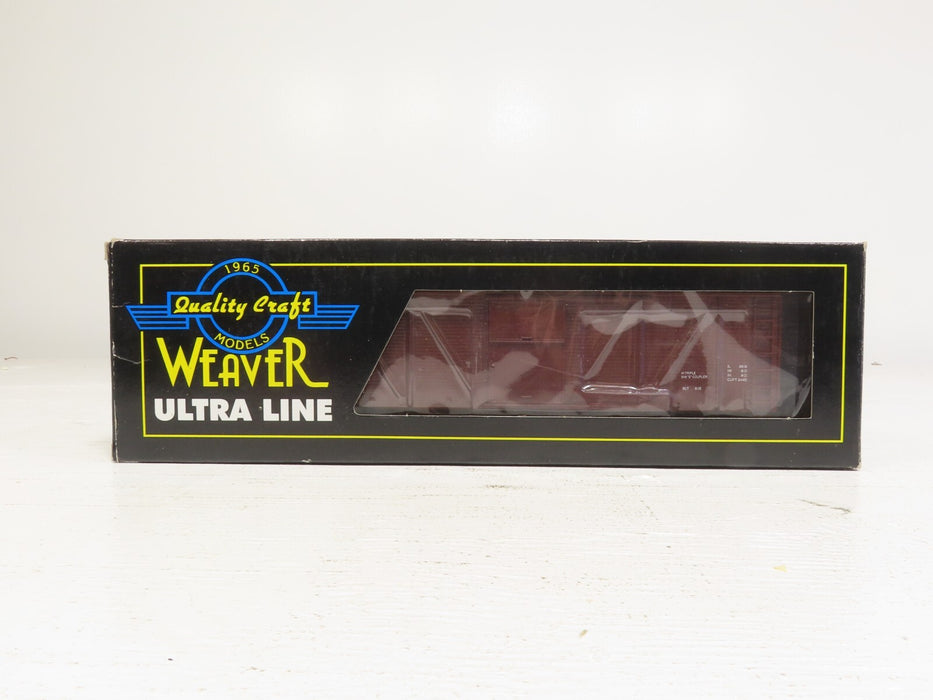 1965
Quality Craft
MODELS
WEAVER
ULTRA LINE